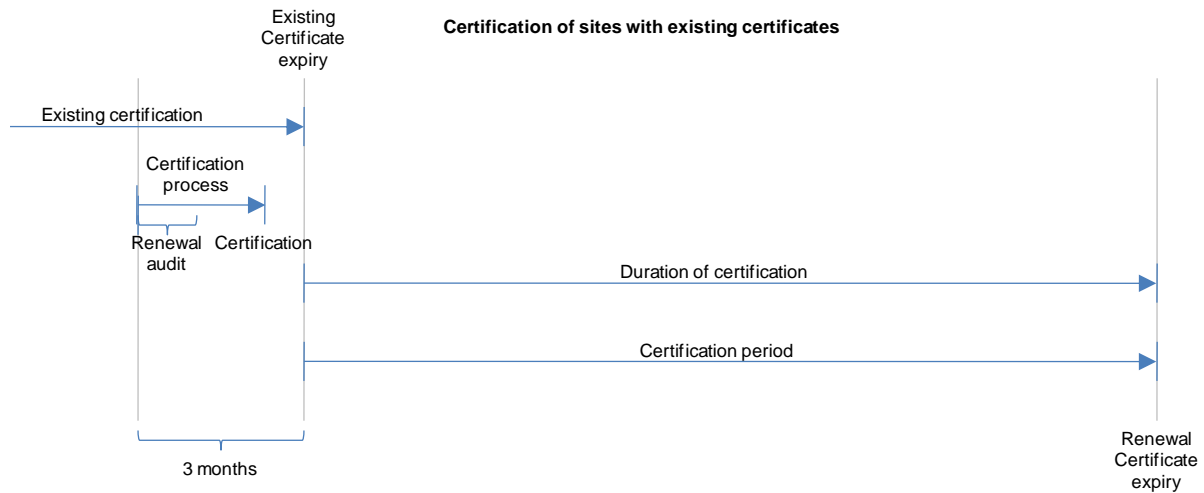 Existing
Certificate
expiry
Certification of sites with existing certificates
Existing certification
Certification
process
Renewal
audit
Certification
Duration of certification
Certification period
3 months
Renewal
Certificate
expiry